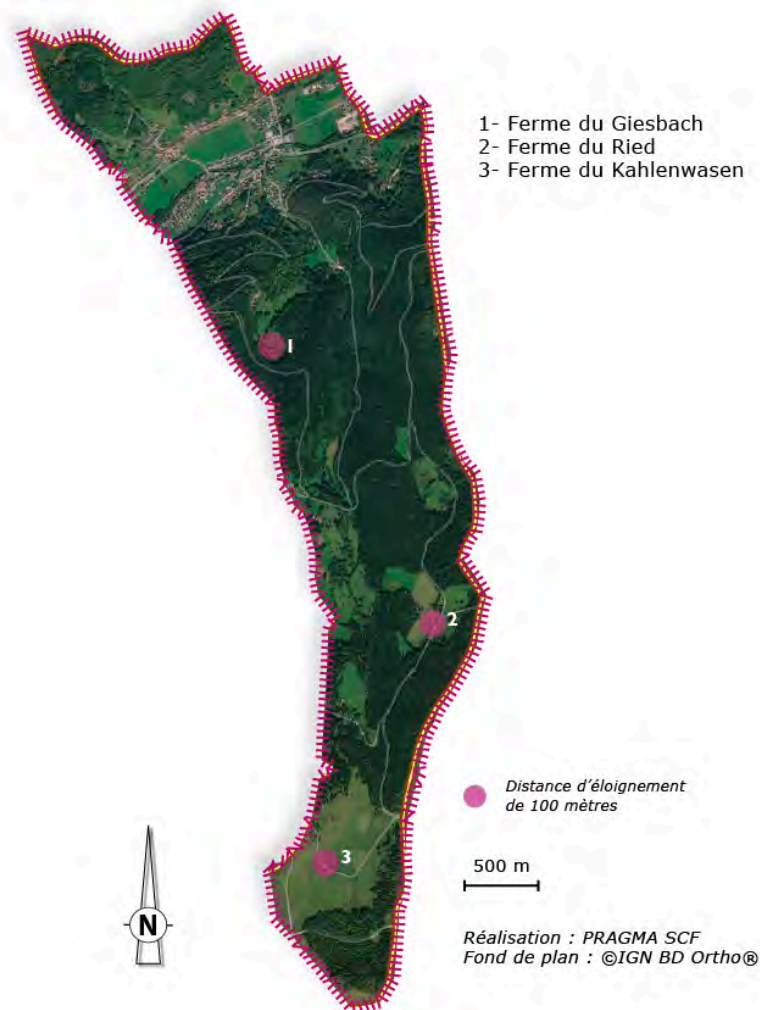 1- Ferme du Giesbach
2- Ferme du Ried
3- Ferme du Kahlenwasen
1
2
3
Distance d'éloignement
de 100 mètres
500 m
N
Réalisation : PRAGMA SCF
Fond de plan : ©IGN BD Ortho®